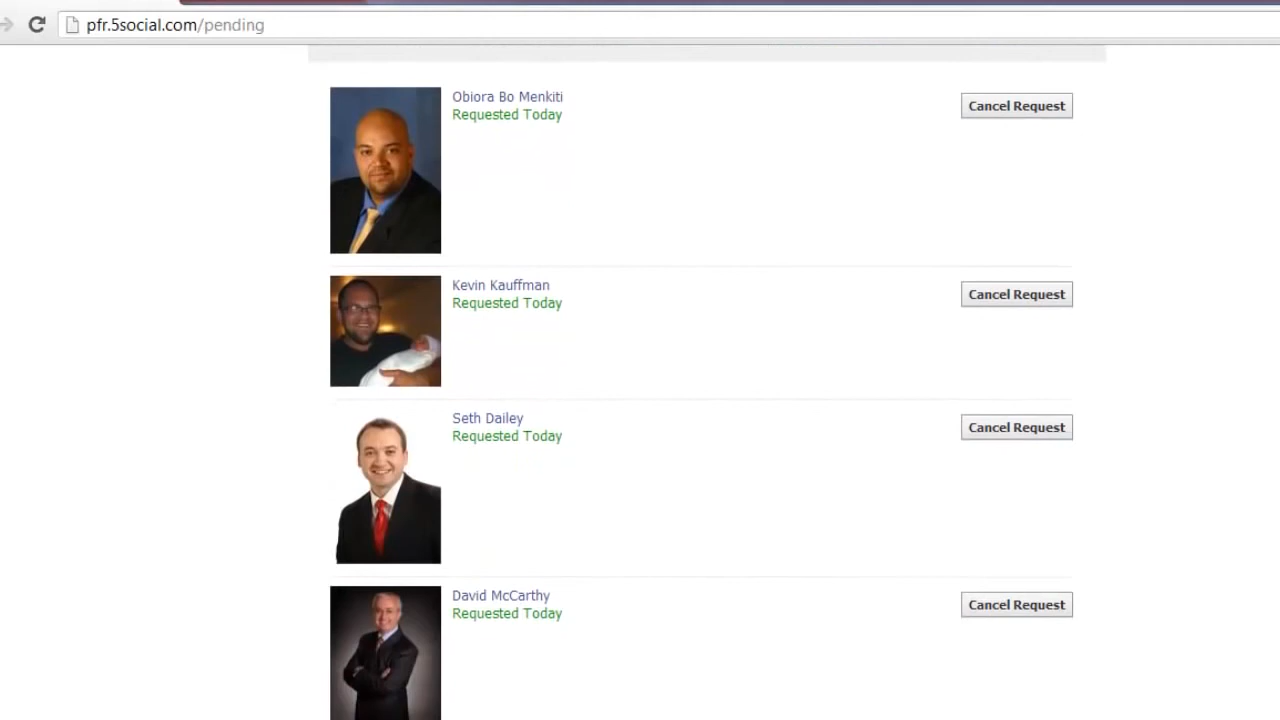 pfr.5social.com/pending
Obiora Bo Menkiti
Requested Today
Cancel Request
Kevin Kauffman
Requested Today
Cancel Request
Seth Dailey
Requested Today
Cancel Request
David McCarthy
Requested Today
Cancel Request